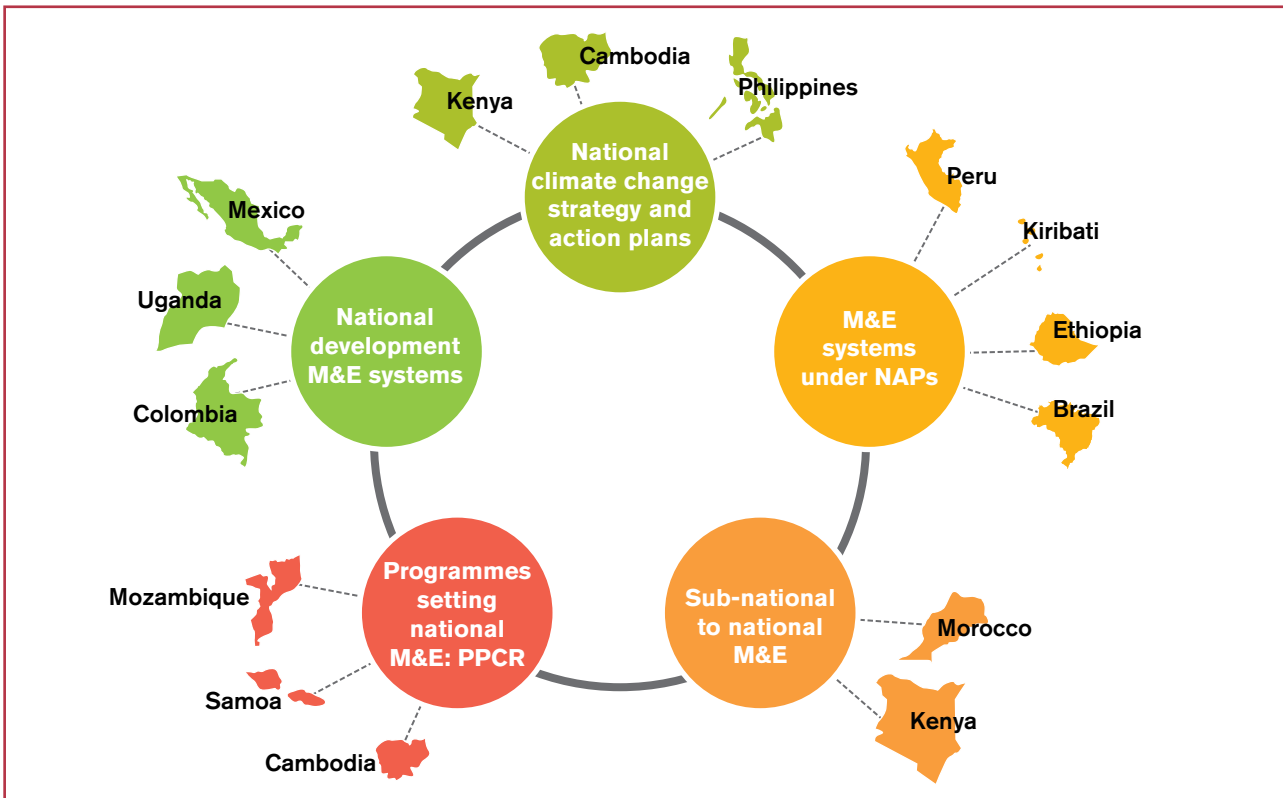 Cambodia
Kenya
Philippines
National
climate change
strategy and
action plans
Peru
Kiribati
Ethiopia
Brazil
M&E
systems
under NAPs
Mexico
Uganda
Colombia
National
development
M&E systems
Mozambique
Samoa
Cambodia
Programmes
setting
national
M&E: PPCR
Sub-national
to national
M&E
Morocco
Kenya